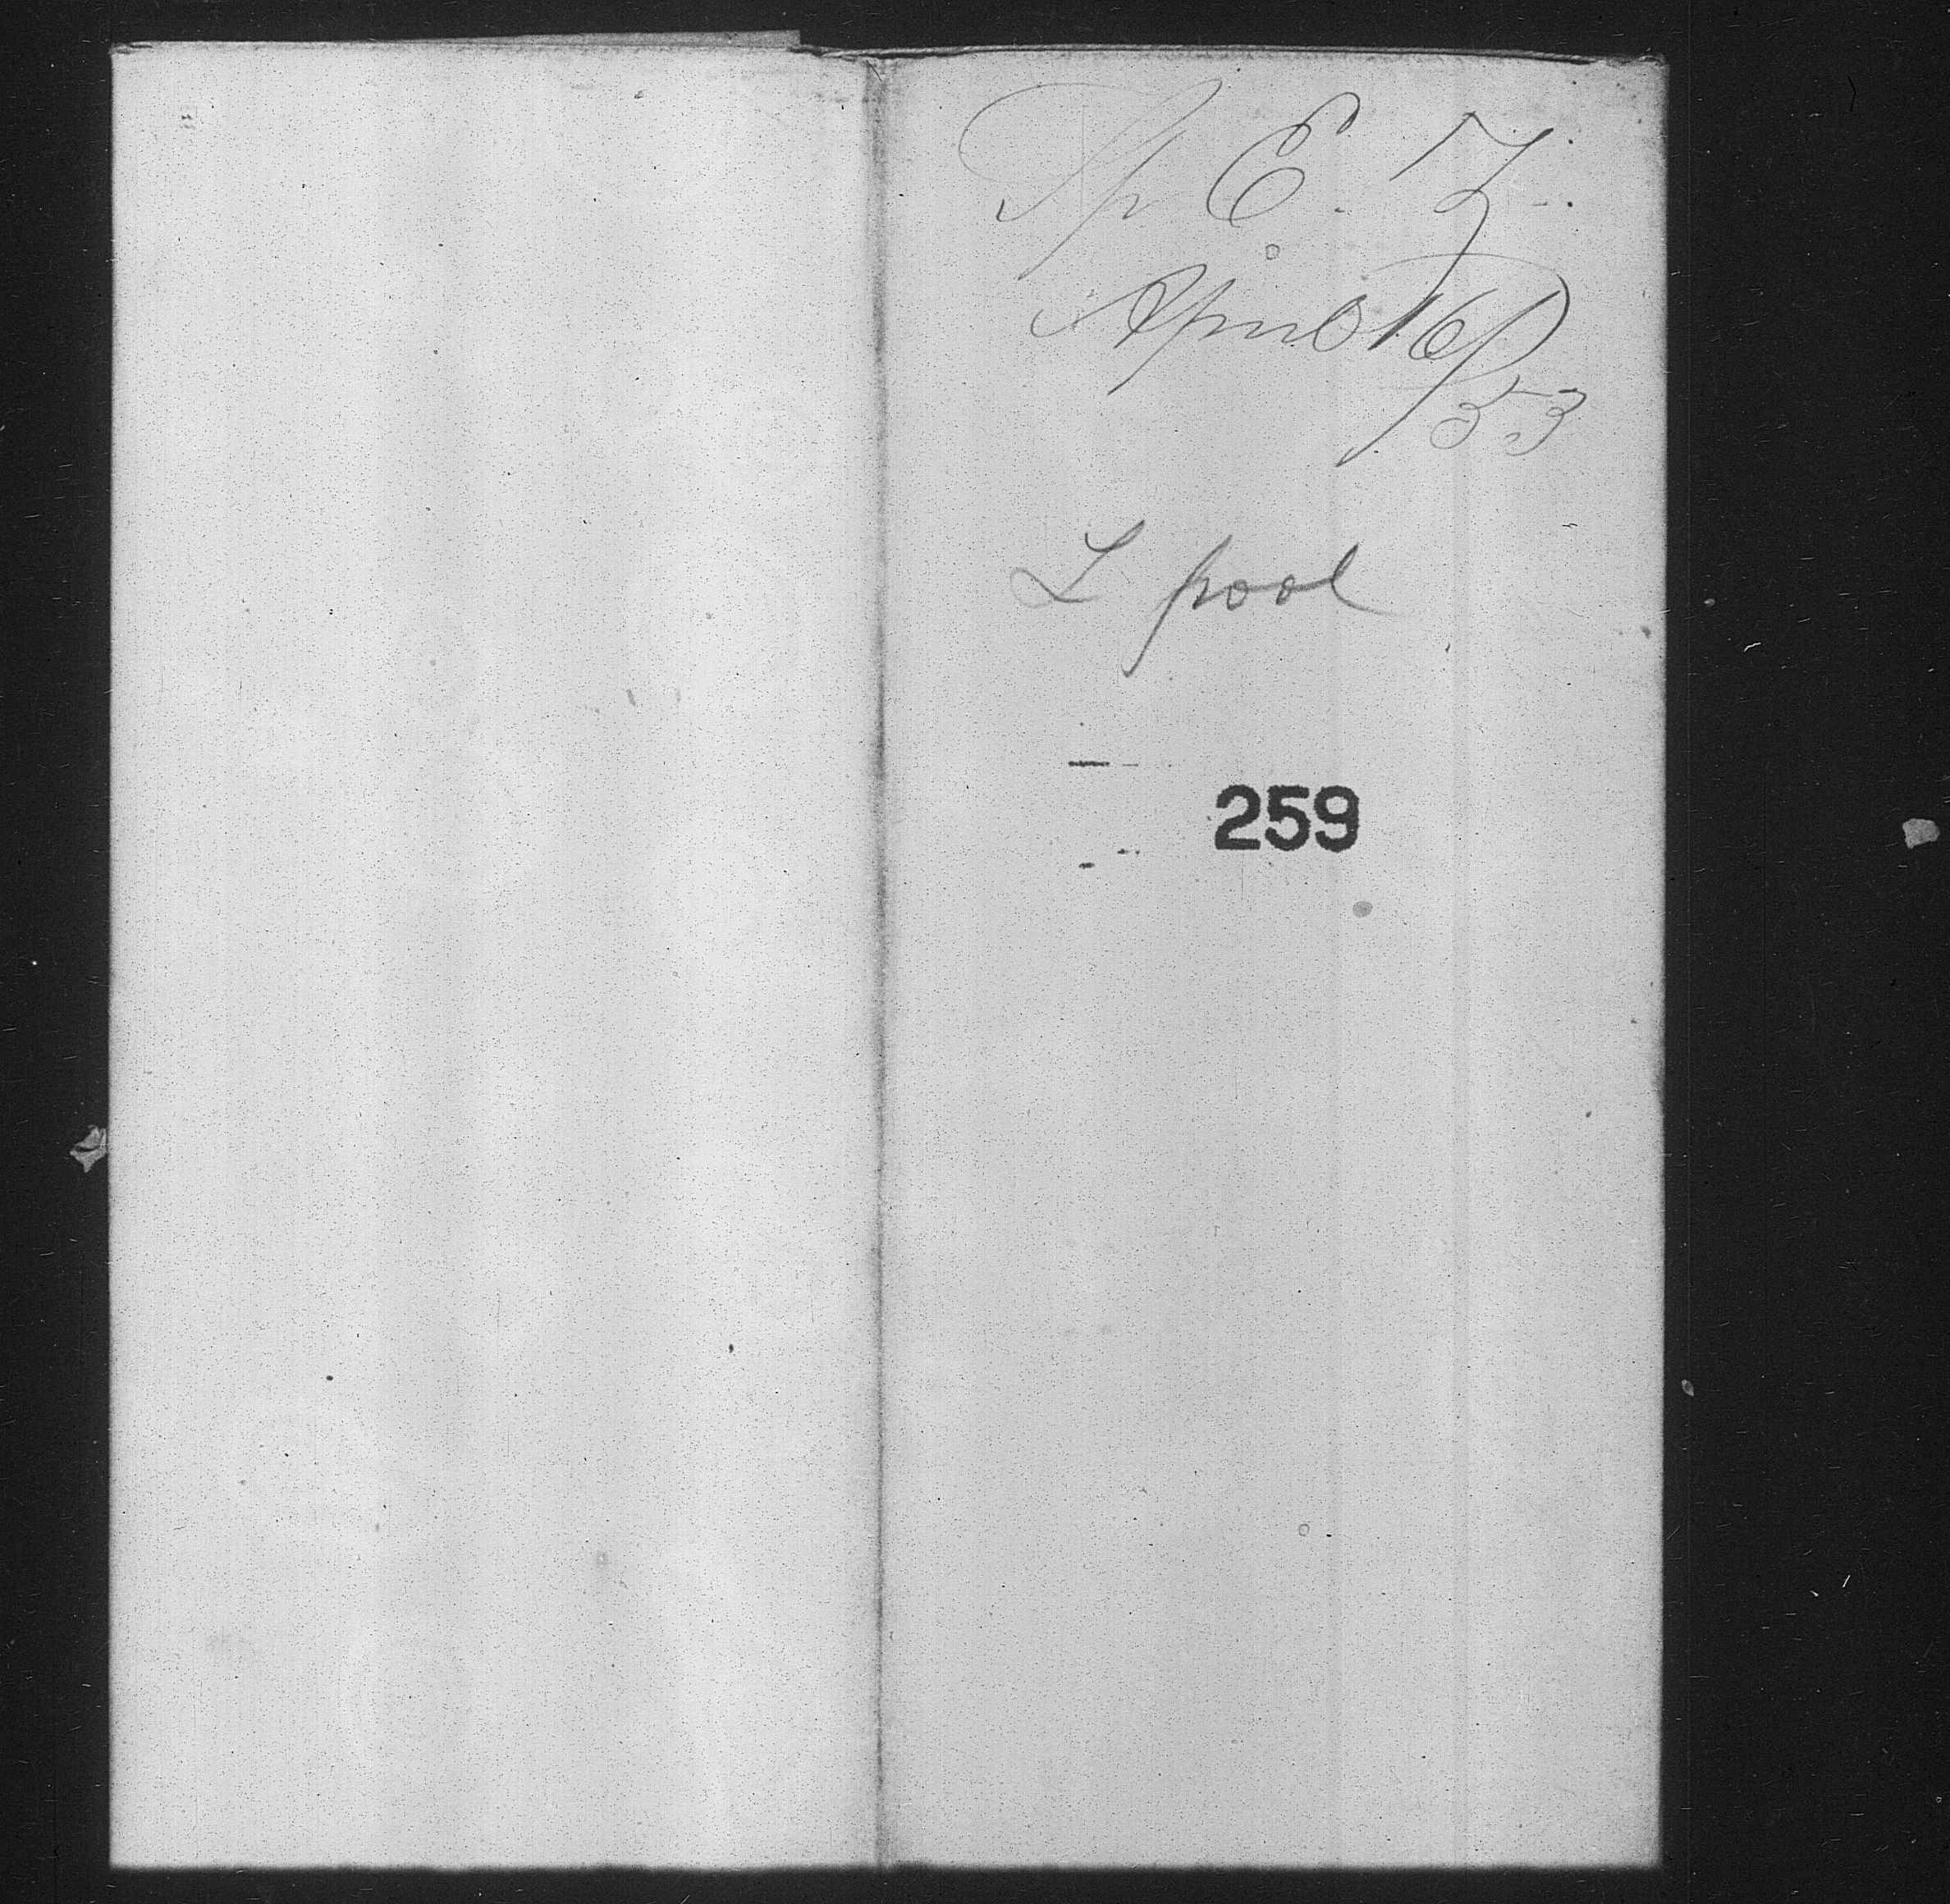 Sp E. Z.
April 16/53
L pool
259